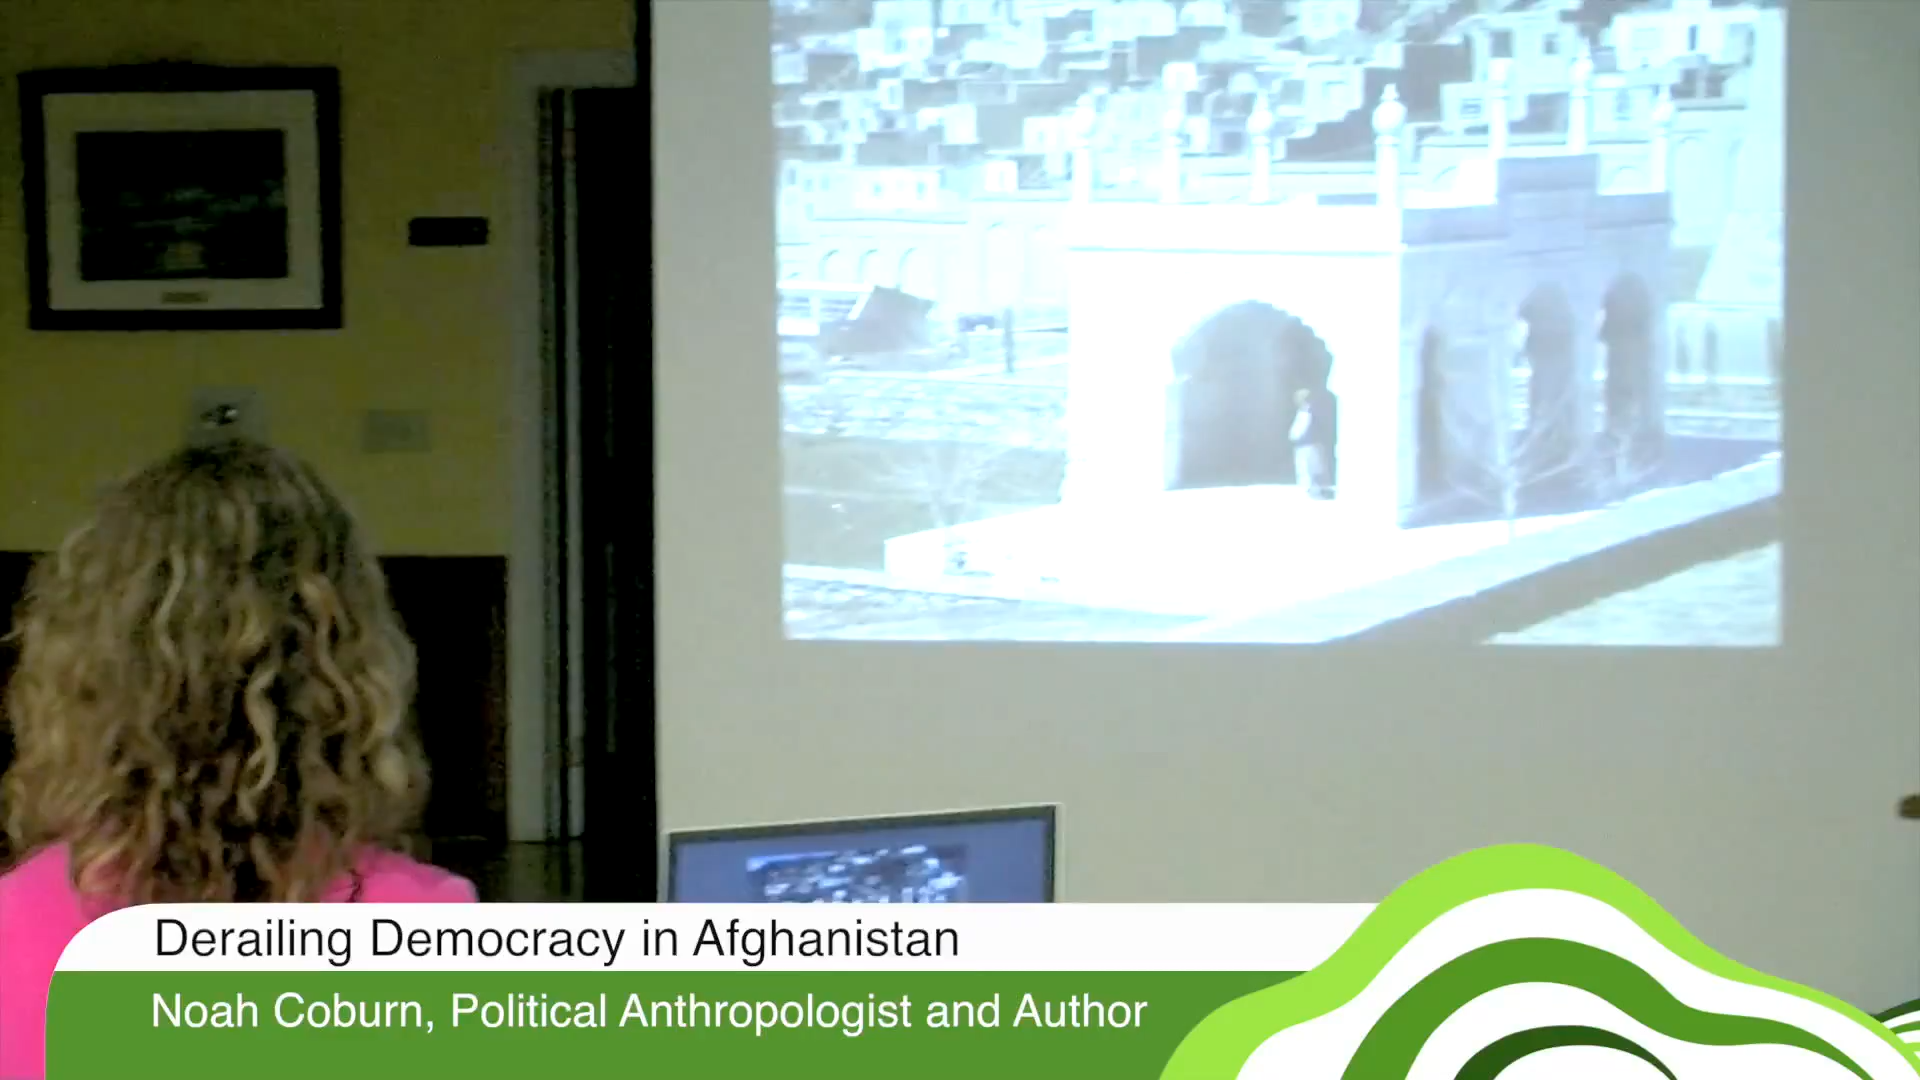 Derailing Democracy in Afghanistan
Noah Coburn, Political Anthropologist and Author